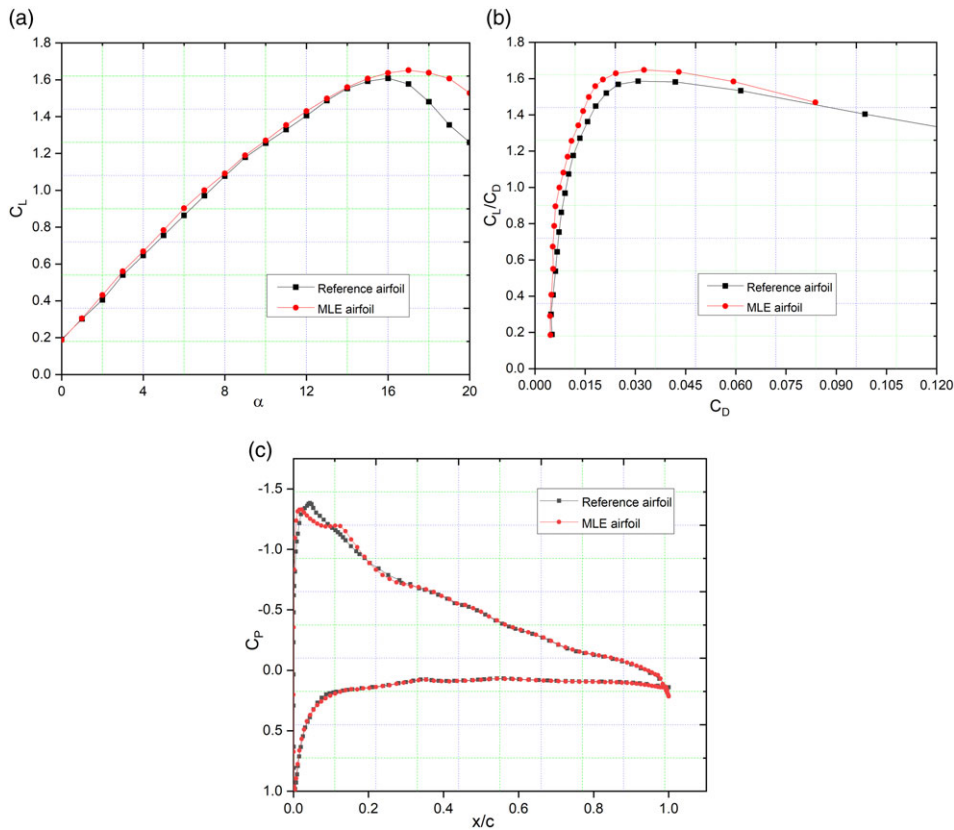 (a)
1.8
1.6
1.4
1.2
1.0
0.8
0.6
0.4
0.2
0.0
C_L
Reference airfoil
MLE airfoil
0 4 8 12 16 20
α
(b)
1.8
1.6
1.4
1.2
1.0
0.8
0.6
0.4
0.2
0.0
C_L/C_D
Reference airfoil
MLE airfoil
0.000 0.015 0.030 0.045 0.060 0.075 0.090 0.105 0.120
C_D
(c)
-1.5
-1.0
-0.5
0.0
0.5
1.0
C_P
Reference airfoil
MLE airfoil
0.0 0.2 0.4 0.6 0.8 1.0
x/c